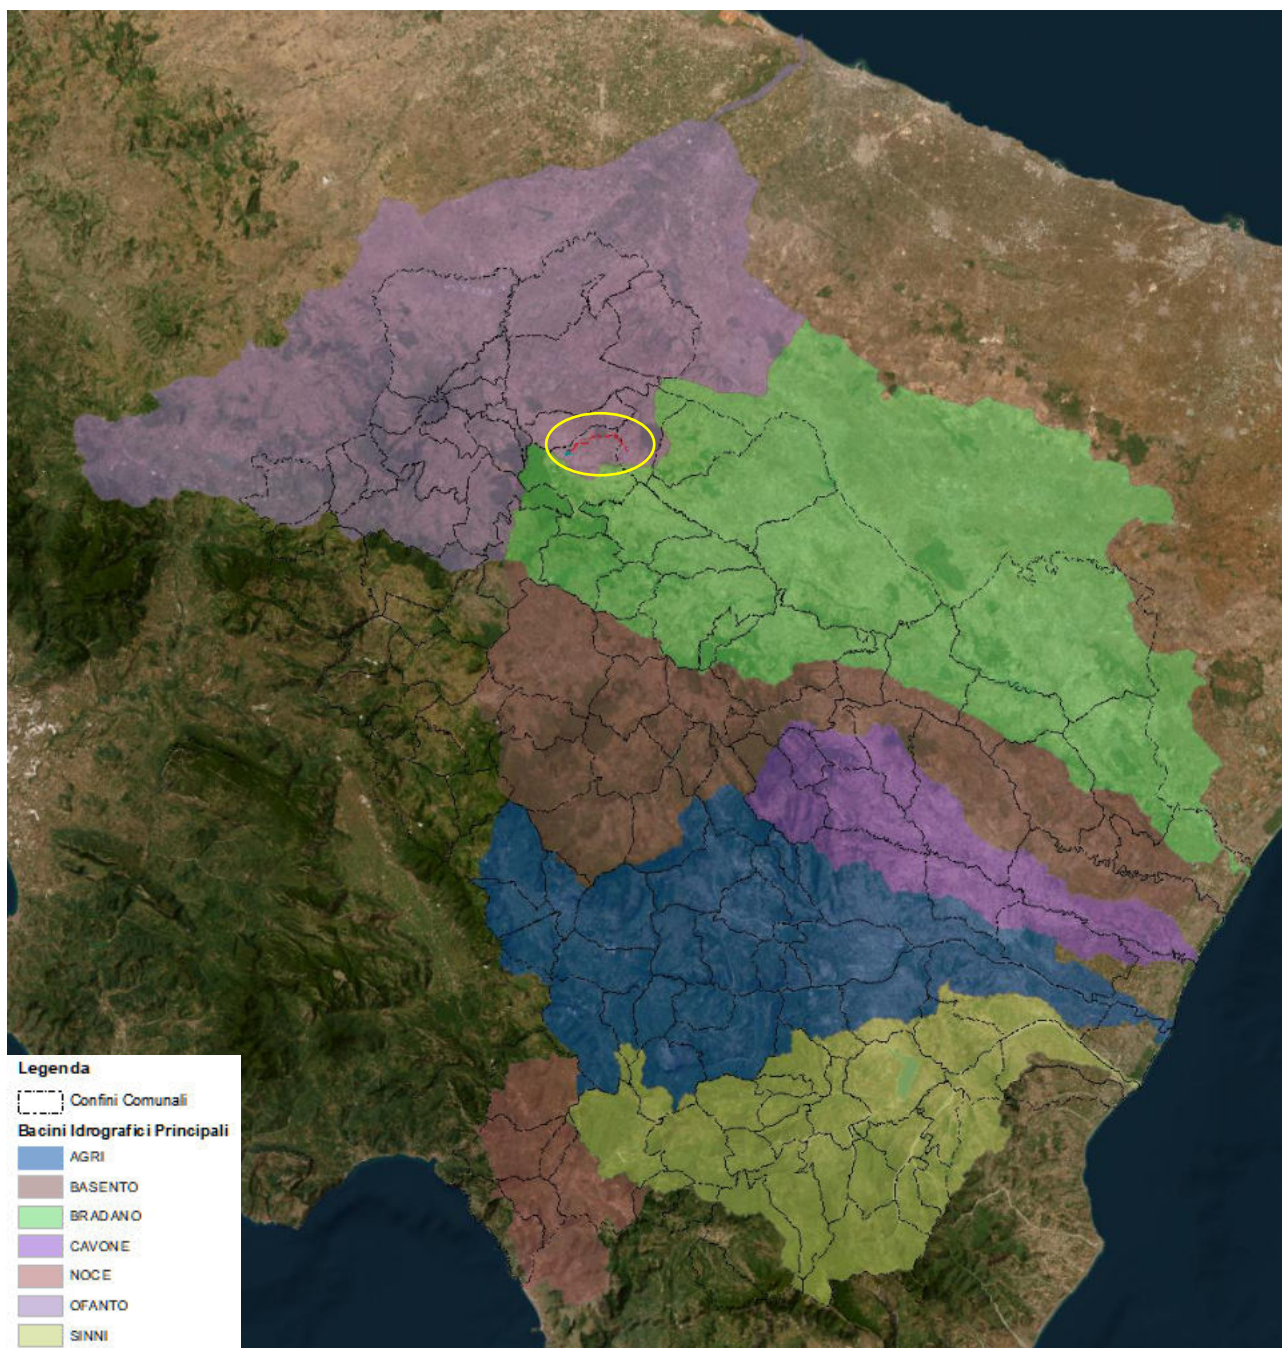 Legenda
Confini Comunali
Bacini Idrografici Principali
AGRI
BASENTO
BRADANO
CAVONE
NOCE
OFANTO
SINNI